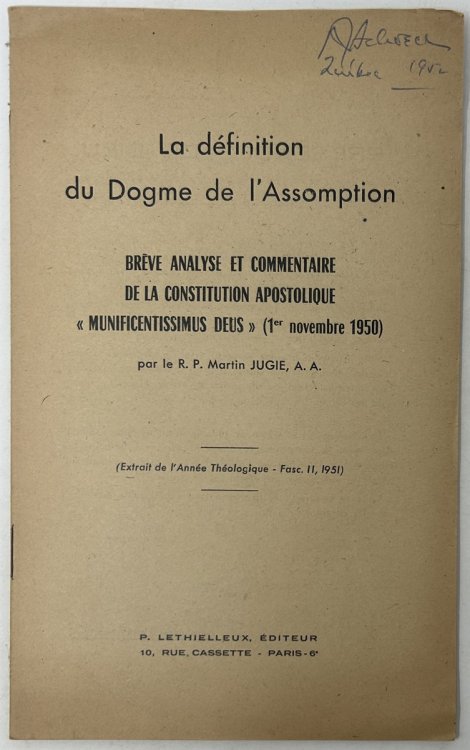 1952
La définition
du Dogme de l'Assomption
BRÈVE ANALYSE ET COMMENTAIRE
DE LA CONSTITUTION APOSTOLIQUE
« MUNIFICENTISSIMUS DEUS » (1er novembre 1950)
par le R. P. Martin JUGIE, A. A.
(Extrait de l'Année Théologique - Fasc. II, 1951)
P. LETHIELLEUX, ÉDITEUR
10, RUE CASSETTE - PARIS-6e